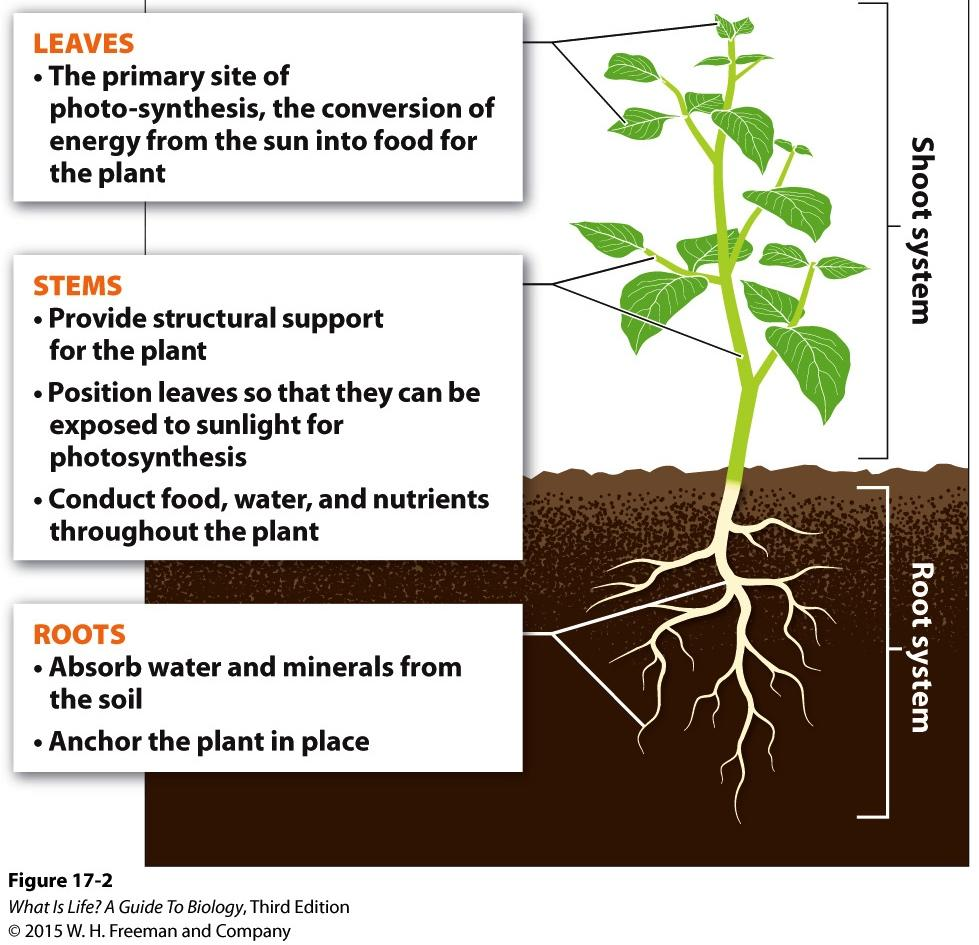 LEAVES
• The primary site of
photo-synthesis, the conversion of
energy from the sun into food for
the plant
STEMS
• Provide structural support
for the plant
• Position leaves so that they can be
exposed to sunlight for
photosynthesis
• Conduct food, water, and nutrients
throughout the plant
ROOTS
• Absorb water and minerals from
the soil
• Anchor the plant in place
Shoot system
Root system
Figure 17-2
What Is Life? A Guide To Biology, Third Edition
© 2015 W. H. Freeman and Company